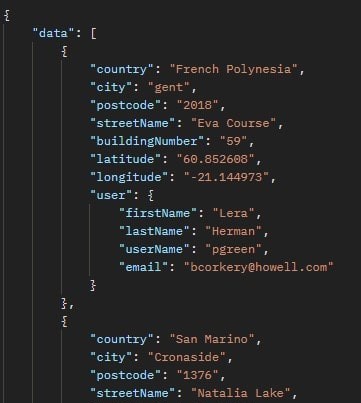 {
"data": [
{
"country": "French Polynesia",
"city": "gent",
"postcode": "2018",
"streetName": "Eva Course",
"buildingNumber": "59",
"latitude": "60.852608",
"longitude": "-21.144973",
"user": {
"firstName": "Lera",
"lastName": "Herman",
"userName": "pgreen",
"email": "bcorkery@howell.com"
}
},
{
"country": "San Marino",
"city": "Cronaside",
"postcode": "1376",
"streetName": "Natalia Lake",